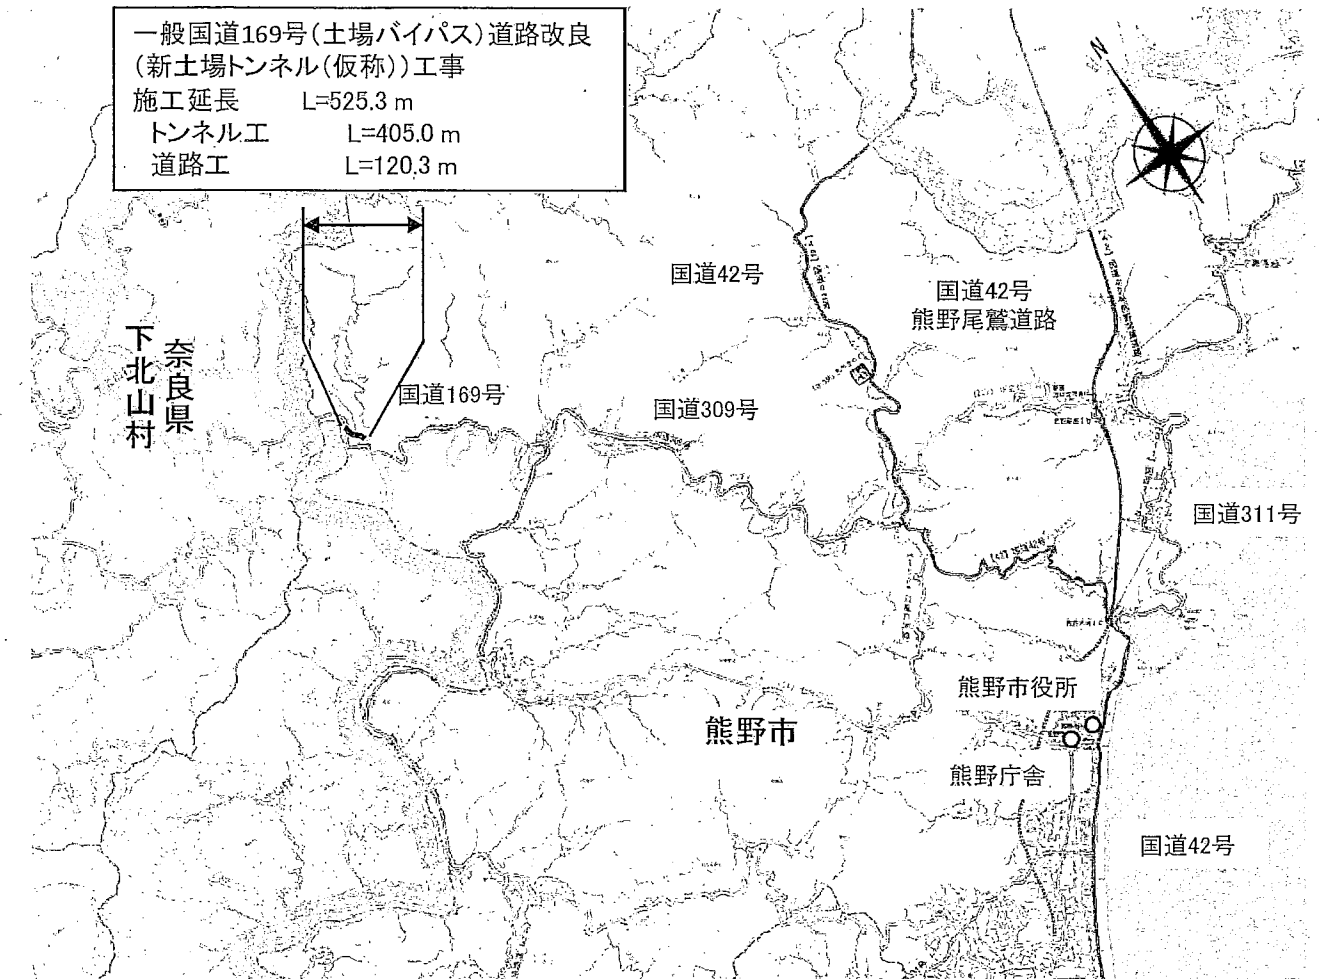 一般国道169号(土場バイパス)道路改良
(新土場トンネル(仮称))工事
施工延長 L=525.3 m
トンネル工 L=405.0 m
道路工 L=120.3 m
N
国道42号
国道42号
熊野尾鷲道路
奈良県
下北山村
国道169号
国道309号
国道311号
熊野市役所
熊野市
熊野庁舎
国道42号